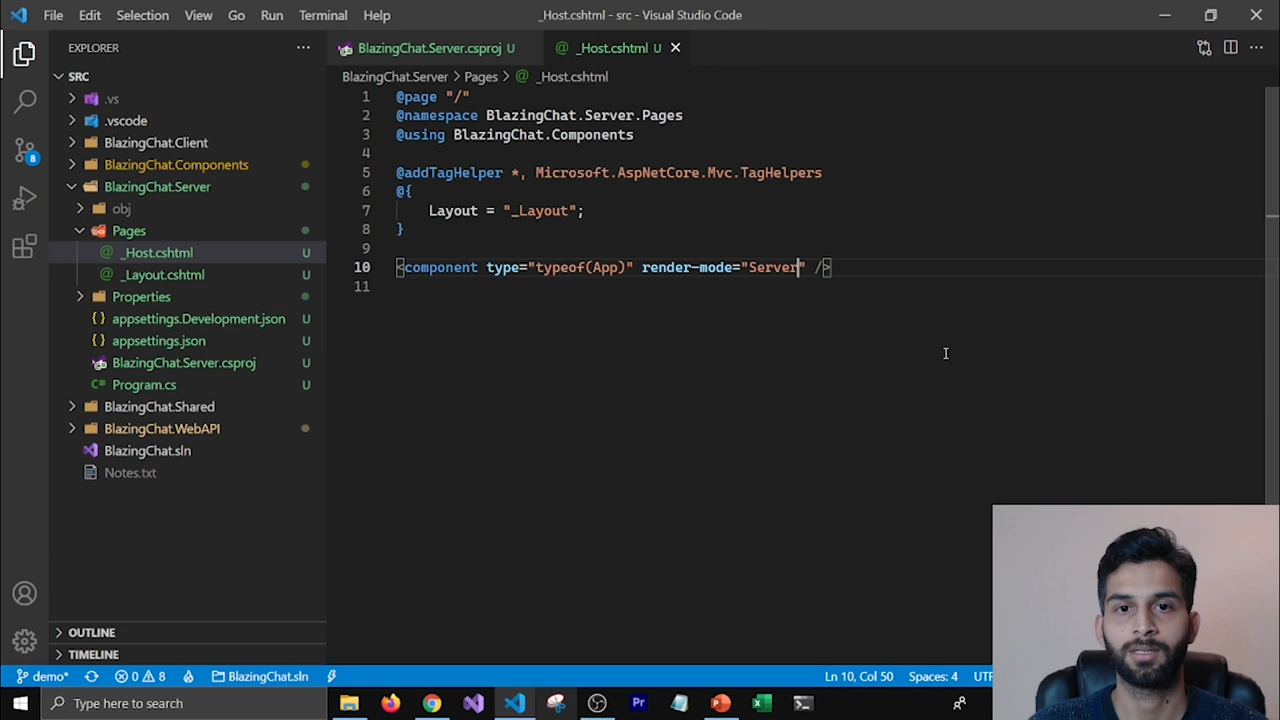 File Edit Selection View Go Run Terminal Help _Host.cshtml - src - Visual Studio Code
EXPLORER
SRC
.vs
.vscode
BlazingChat.Client
BlazingChat.Components
BlazingChat.Server
obj
Pages
_Host.cshtml U
_Layout.cshtml U
Properties
appsettings.Development.json U
appsettings.json U
BlazingChat.Server.csproj U
Program.cs U
BlazingChat.Shared
BlazingChat.WebAPI
BlazingChat.sln
Notes.txt
OUTLINE
TIMELINE
8
BlazingChat.Server.csproj U _Host.cshtml U
BlazingChat.Server > Pages > _Host.cshtml
1 @page "/"
2 @namespace BlazingChat.Server.Pages
3 @using BlazingChat.Components
4
5 @addTagHelper *, Microsoft.AspNetCore.Mvc.TagHelpers
6 @{
7 Layout = "_Layout";
8 }
9
10 <component type="typeof(App)" render-mode="Server" />
11
demo* 0 8 BlazingChat.sln Ln 10, Col 50 Spaces: 4 UTF
Type here to search